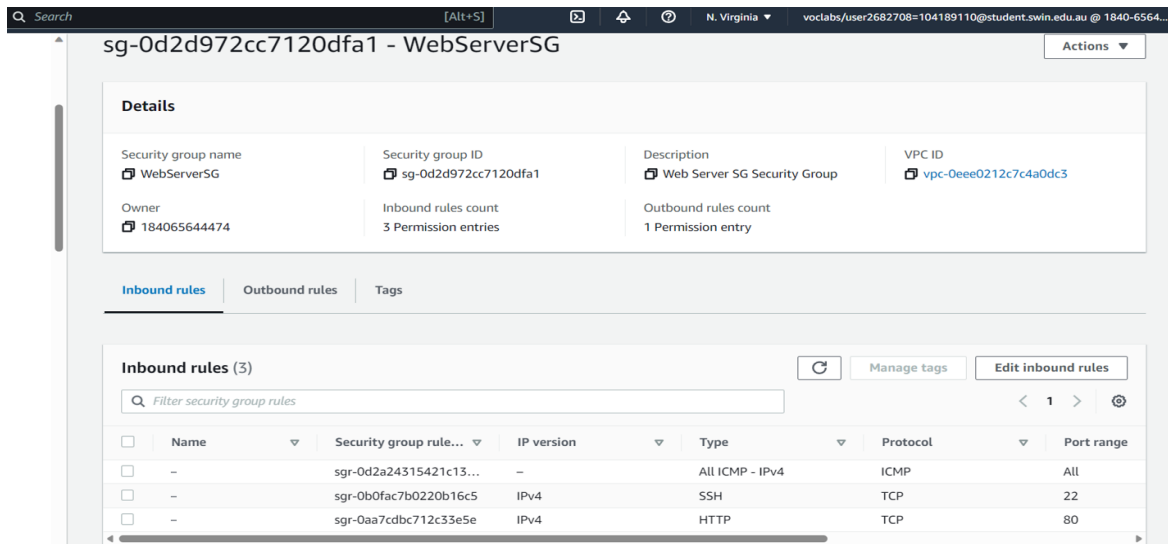 Search [Alt+S] N. Virginia ▼ voclabs/user2682708=104189110@student.swin.edu.au @ 1840-6564...
sg-0d2d972cc7120dfa1 - WebServerSG Actions ▼
Details
Security group name Security group ID Description VPC ID
WebServerSG sg-0d2d972cc7120dfa1 Web Server SG Security Group vpc-0eee0212c7c4a0dc3
Owner Inbound rules count Outbound rules count
184065644474 3 Permission entries 1 Permission entry
Inbound rules Outbound rules Tags
Inbound rules (3) Manage tags Edit inbound rules
Filter security group rules < 1 >
Name Security group rule... IP version Type Protocol Port range
– sgr-0d2a24315421c13... – All ICMP - IPv4 ICMP All
– sgr-0b0fac7b0220b16c5 IPv4 SSH TCP 22
– sgr-0aa7cdbc712c33e5e IPv4 HTTP TCP 80